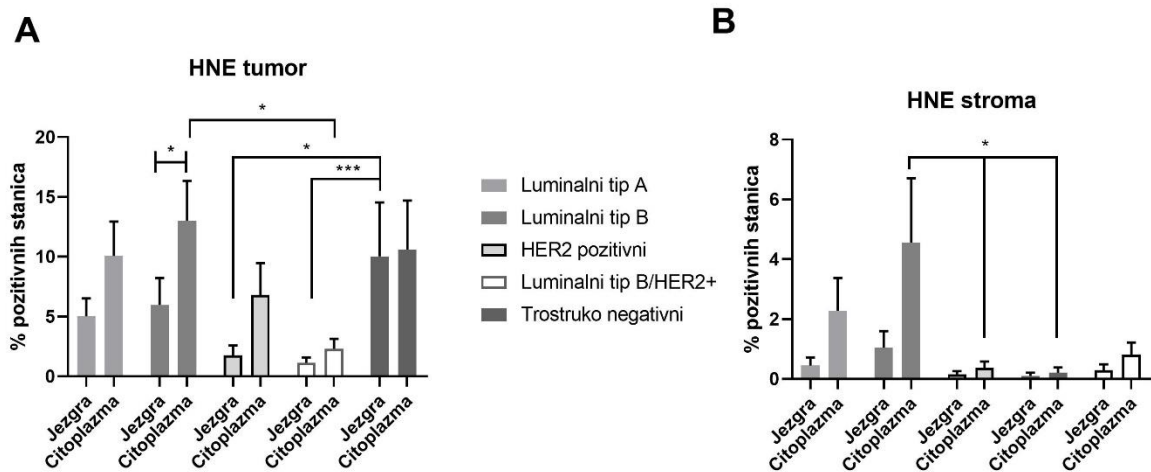 A
HNE tumor
% pozitivnih stanica
20
15
10
5
0
*
*
*
***
Jezgra
Citoplazma
Jezgra
Citoplazma
Jezgra
Citoplazma
Jezgra
Citoplazma
Jezgra
Citoplazma
Luminalni tip A
Luminalni tip B
HER2 pozitivni
Luminalni tip B/HER2+
Trostruko negativni
B
HNE stroma
% pozitivnih stanica
8
6
4
2
0
*
Jezgra
Citoplazma
Jezgra
Citoplazma
Jezgra
Citoplazma
Jezgra
Citoplazma
Jezgra
Citoplazma